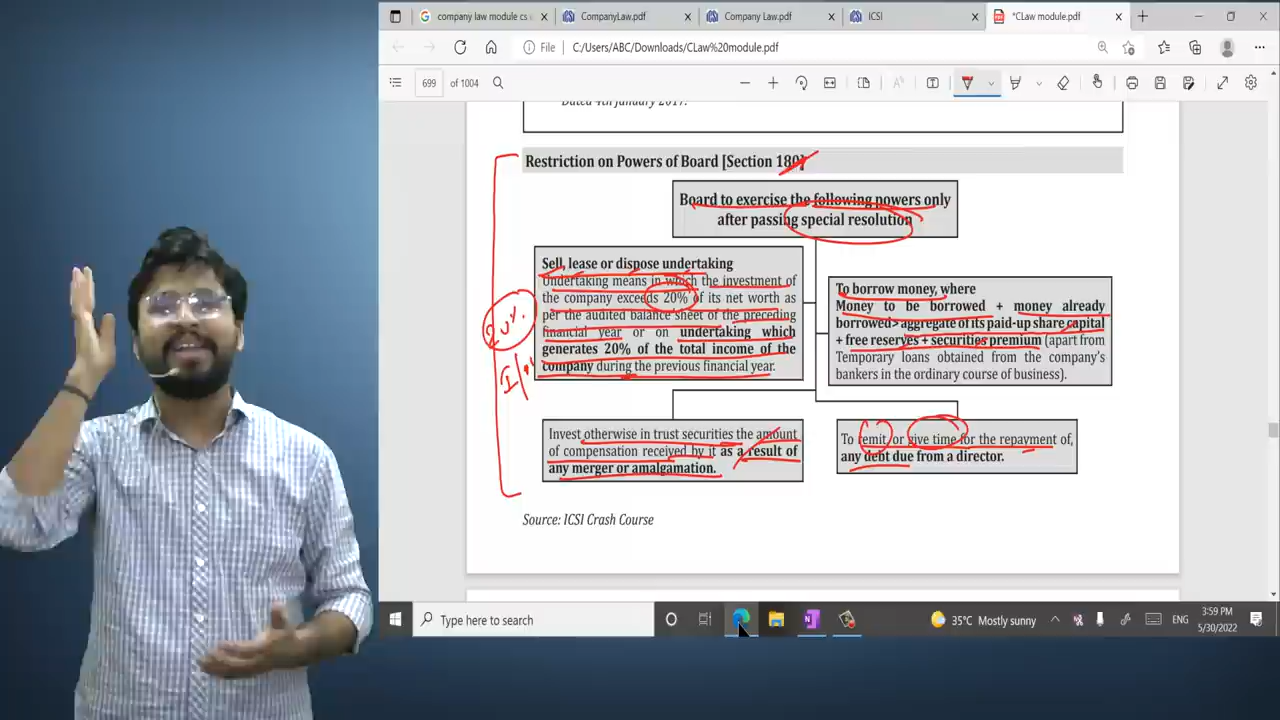 company law module cs
CompanyLaw.pdf
Company Law.pdf
ICSI
*CLaw module.pdf
File
C:/Users/ABC/Downloads/CLaw%20module.pdf
699 of 1004
Dated 4th January 2017.
Restriction on Powers of Board [Section 180]
Board to exercise the following powers only
after passing special resolution
Sell, lease or dispose undertaking
Undertaking means in which the investment of
the company exceeds 20% of its net worth as
per the audited balance sheet of the preceding
financial year or on undertaking which
generates 20% of the total income of the
company during the previous financial year.
20%
To borrow money, where
Money to be borrowed + money already
borrowed>aggregate of its paid-up share capital
+ free reserves + securities premium (apart from
Temporary loans obtained from the company's
bankers in the ordinary course of business).
Invest otherwise in trust securities the amount
of compensation received by it as a result of
any merger or amalgamation.
To remit, or give time for the repayment of,
any debt due from a director.
Source: ICSI Crash Course
Type here to search
35°C Mostly sunny
ENG
3:59 PM
5/30/2022